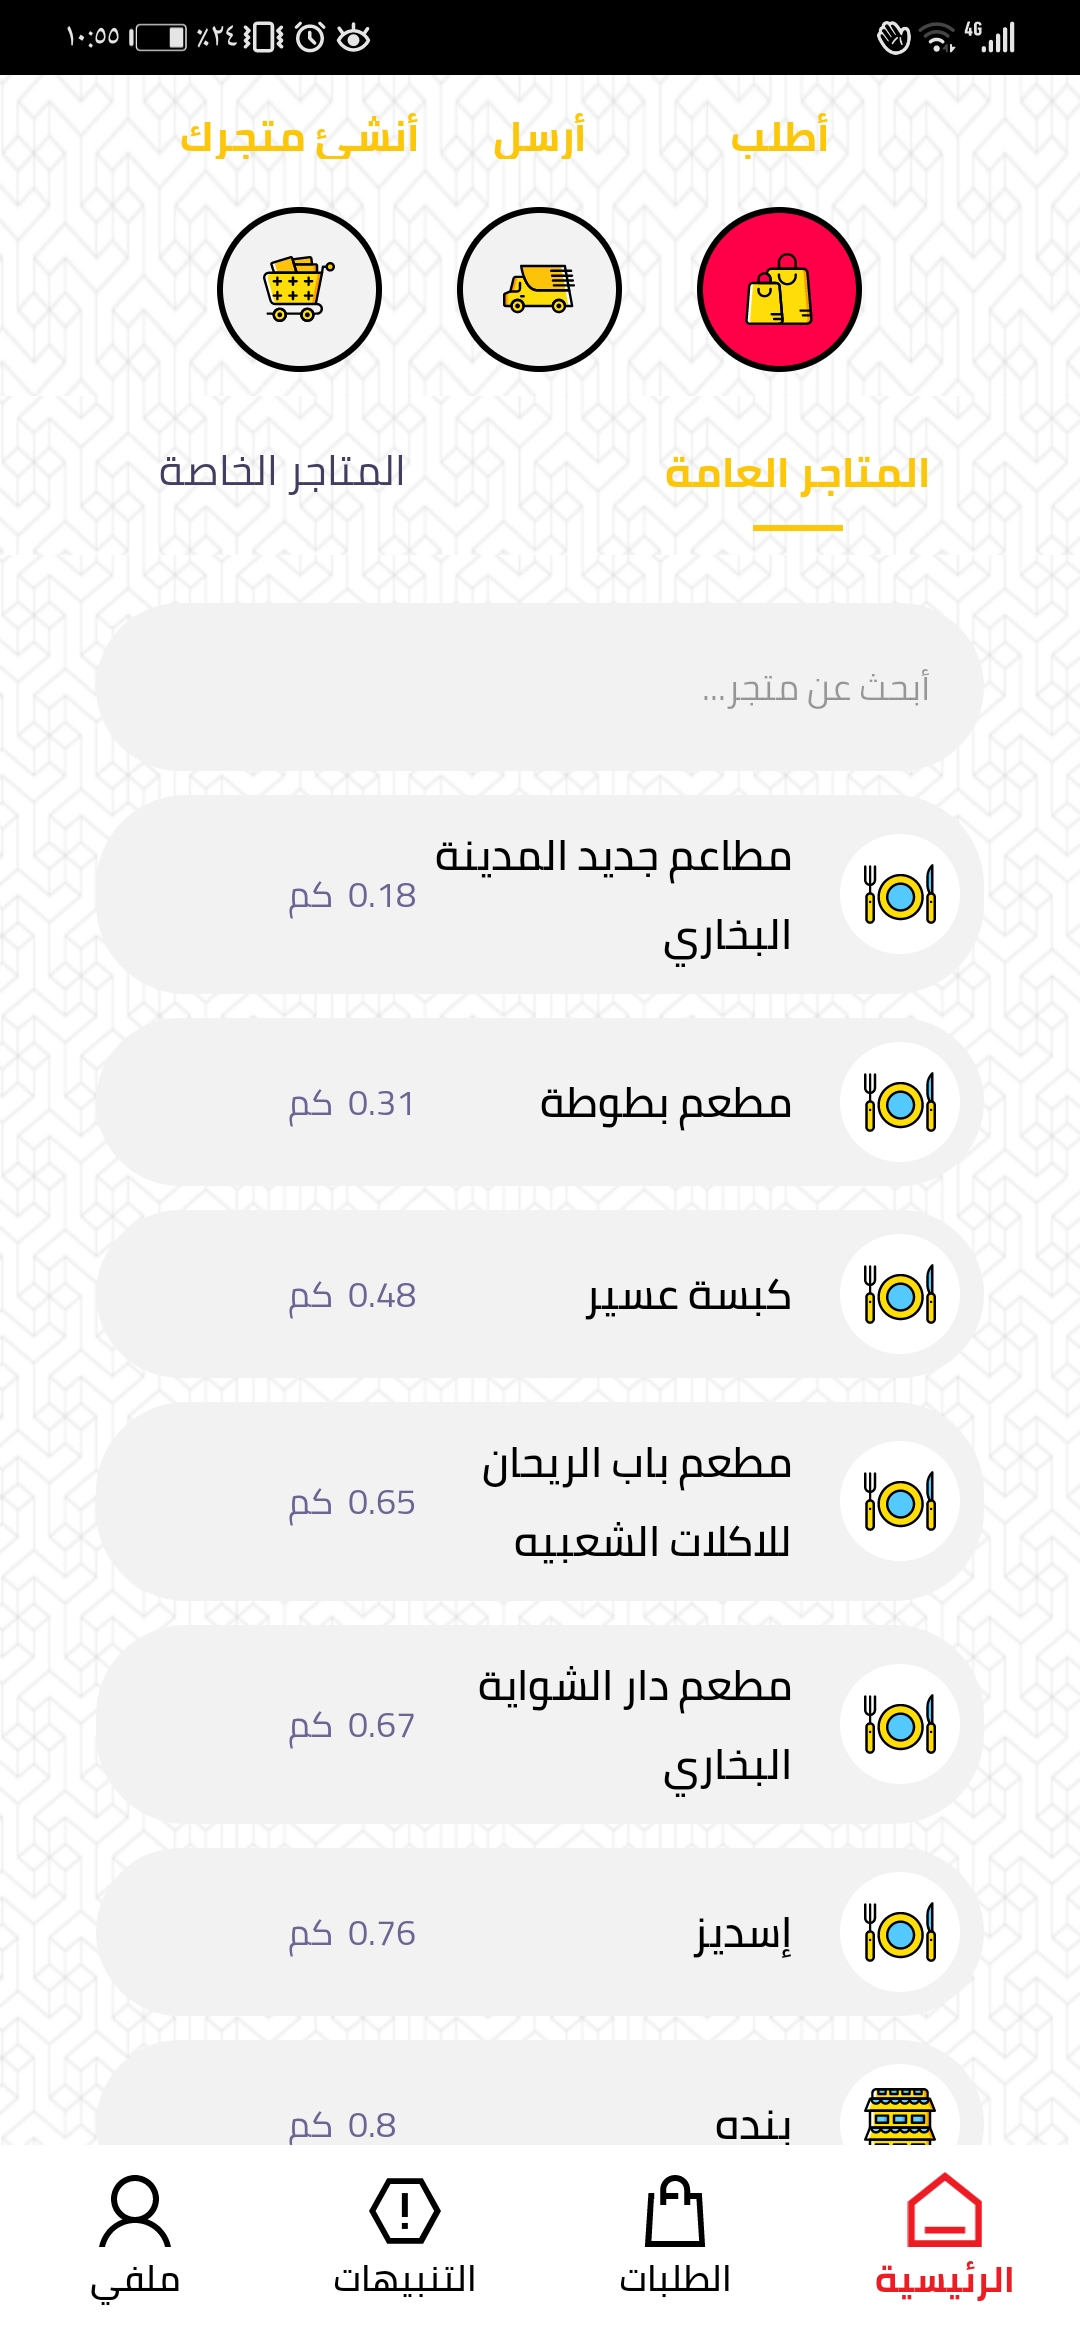 ١٠:٥٥ ٪٢٤ 4G
أطلب أرسل أنشئ متجرك
المتاجر العامة المتاجر الخاصة
أبحث عن متجر...
مطاعم جديد المدينة
البخاري
0.18 كم
مطعم بطوطة 0.31 كم
كبسة عسير 0.48 كم
مطعم باب الريحان
للاكلات الشعبيه
0.65 كم
مطعم دار الشواية
البخاري
0.67 كم
إسديز 0.76 كم
بنده 0.8 كم
الرئيسية الطلبات التنبيهات ملفي